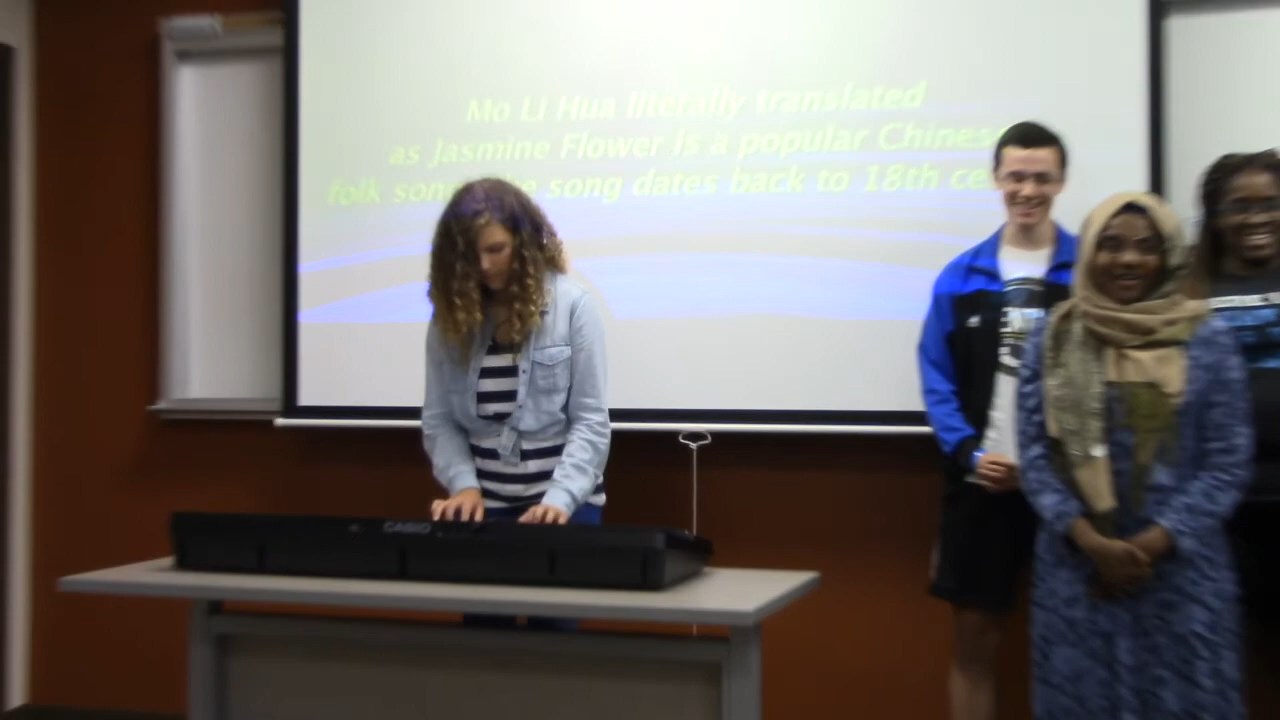 Mo Li Hua literally translated
as Jasmine Flower is a popular Chinese
folk song song dates back to 18th
CASIO